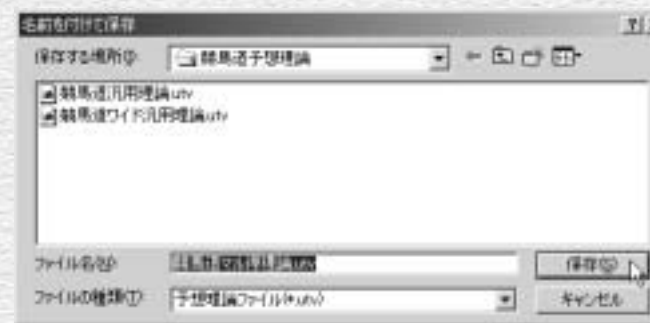 名前を付けて保存
保存する場所(I): 競馬道予想理論
競馬道汎用理論.utv
競馬道ワイド汎用理論.utv
ファイル名(N):
保存(S)
ファイルの種類(T): 予想理論ファイル(*.utv)
キャンセル